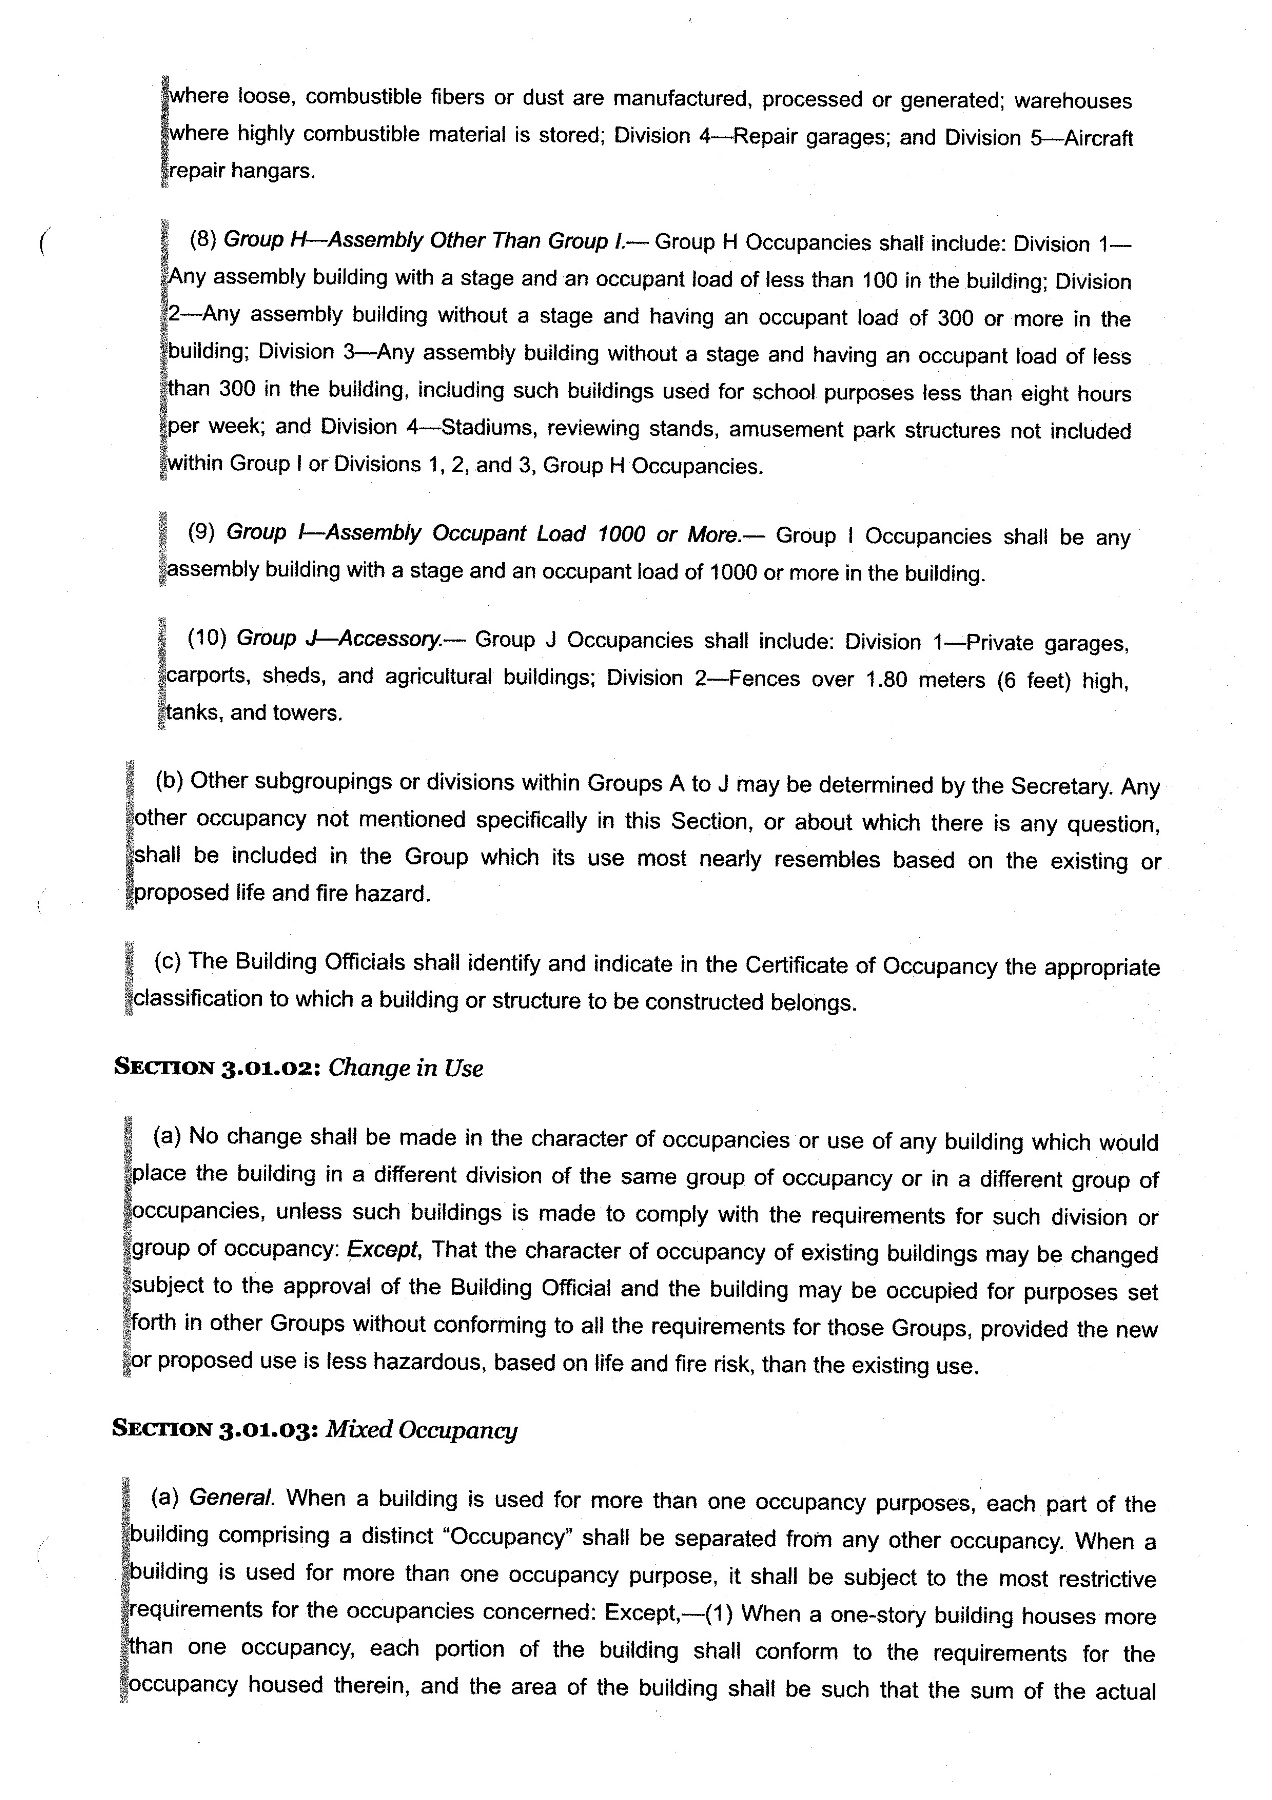 where loose, combustible fibers or dust are manufactured, processed or generated; warehouses
where highly combustible material is stored; Division 4—Repair garages; and Division 5—Aircraft
repair hangars.
(8) Group H—Assembly Other Than Group I.— Group H Occupancies shall include: Division 1—
Any assembly building with a stage and an occupant load of less than 100 in the building; Division
2—Any assembly building without a stage and having an occupant load of 300 or more in the
building; Division 3—Any assembly building without a stage and having an occupant load of less
than 300 in the building, including such buildings used for school purposes less than eight hours
per week; and Division 4—Stadiums, reviewing stands, amusement park structures not included
within Group I or Divisions 1, 2, and 3, Group H Occupancies.
(9) Group I—Assembly Occupant Load 1000 or More.— Group I Occupancies shall be any
assembly building with a stage and an occupant load of 1000 or more in the building.
(10) Group J—Accessory.— Group J Occupancies shall include: Division 1—Private garages,
carports, sheds, and agricultural buildings; Division 2—Fences over 1.80 meters (6 feet) high,
tanks, and towers.
(b) Other subgroupings or divisions within Groups A to J may be determined by the Secretary. Any
other occupancy not mentioned specifically in this Section, or about which there is any question,
shall be included in the Group which its use most nearly resembles based on the existing or
proposed life and fire hazard.
(c) The Building Officials shall identify and indicate in the Certificate of Occupancy the appropriate
classification to which a building or structure to be constructed belongs.
SECTION 3.01.02: Change in Use
(a) No change shall be made in the character of occupancies or use of any building which would
place the building in a different division of the same group of occupancy or in a different group of
occupancies, unless such buildings is made to comply with the requirements for such division or
group of occupancy: Except, That the character of occupancy of existing buildings may be changed
subject to the approval of the Building Official and the building may be occupied for purposes set
forth in other Groups without conforming to all the requirements for those Groups, provided the new
or proposed use is less hazardous, based on life and fire risk, than the existing use.
SECTION 3.01.03: Mixed Occupancy
(a) General. When a building is used for more than one occupancy purposes, each part of the
building comprising a distinct “Occupancy” shall be separated from any other occupancy. When a
building is used for more than one occupancy purpose, it shall be subject to the most restrictive
requirements for the occupancies concerned: Except,—(1) When a one-story building houses more
than one occupancy, each portion of the building shall conform to the requirements for the
occupancy housed therein, and the area of the building shall be such that the sum of the actual